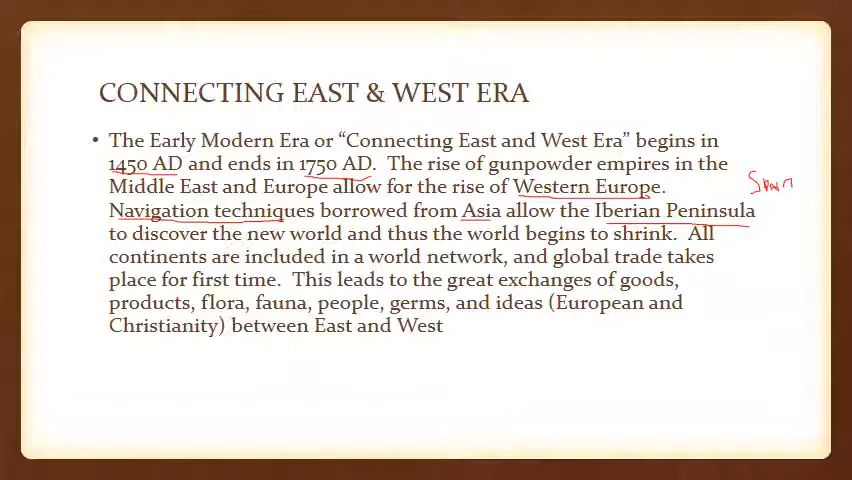 CONNECTING EAST & WEST ERA
• The Early Modern Era or “Connecting East and West Era” begins in
1450 AD and ends in 1750 AD. The rise of gunpowder empires in the
Middle East and Europe allow for the rise of Western Europe.
Navigation techniques borrowed from Asia allow the Iberian Peninsula
to discover the new world and thus the world begins to shrink. All
continents are included in a world network, and global trade takes
place for first time. This leads to the great exchanges of goods,
products, flora, fauna, people, germs, and ideas (European and
Christianity) between East and West